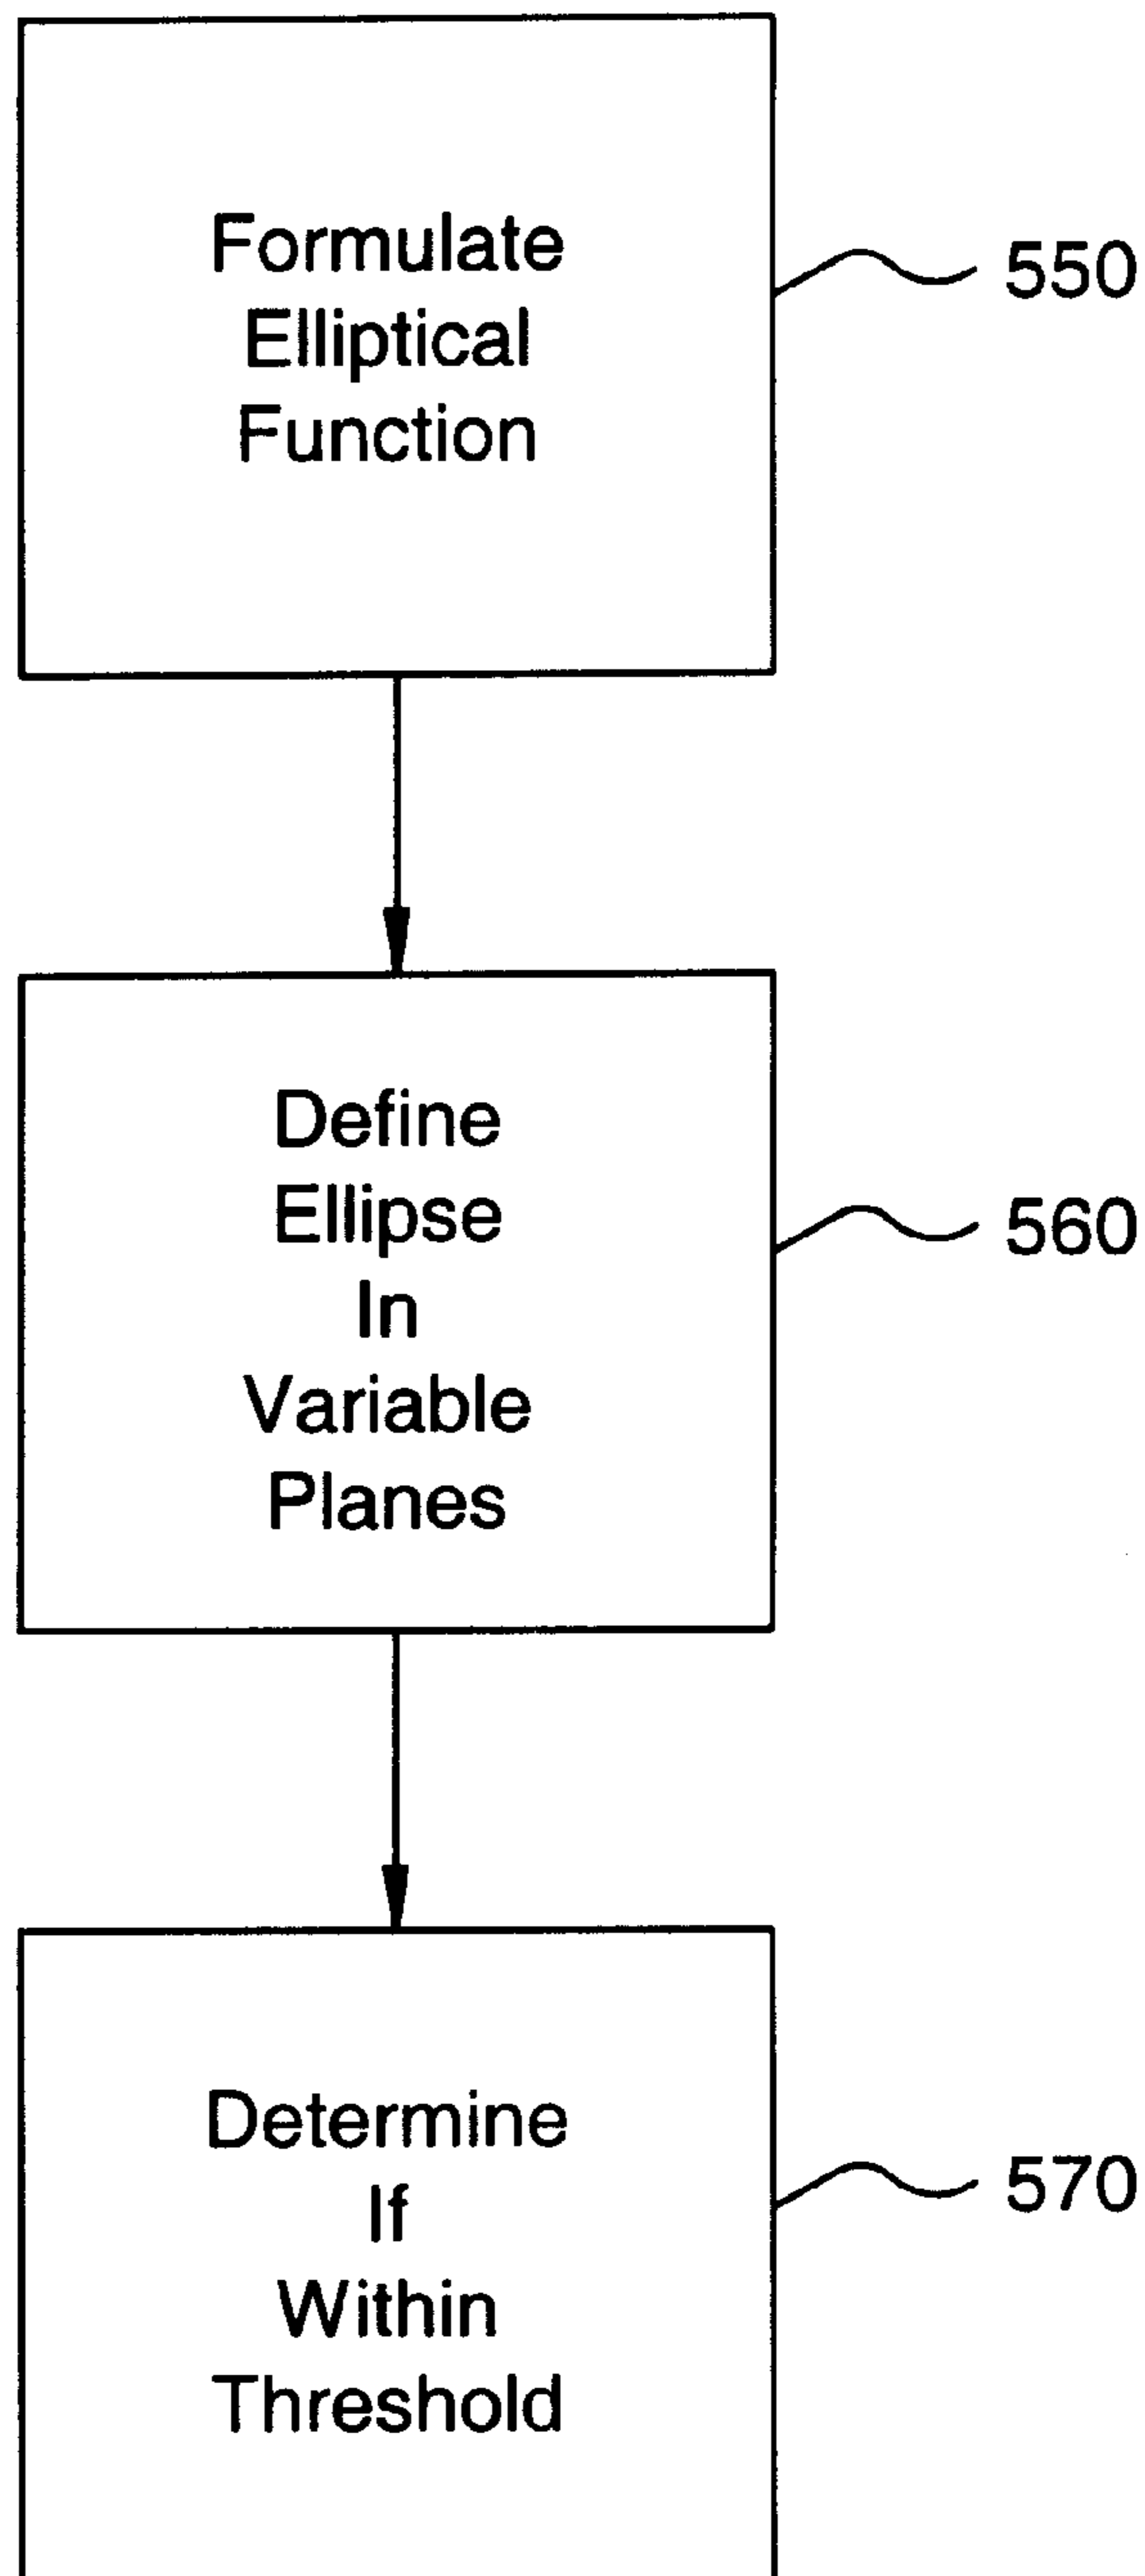 Formulate
Elliptical
Function
550
Define
Ellipse
In
Variable
Planes
560
Determine
If
Within
Threshold
570